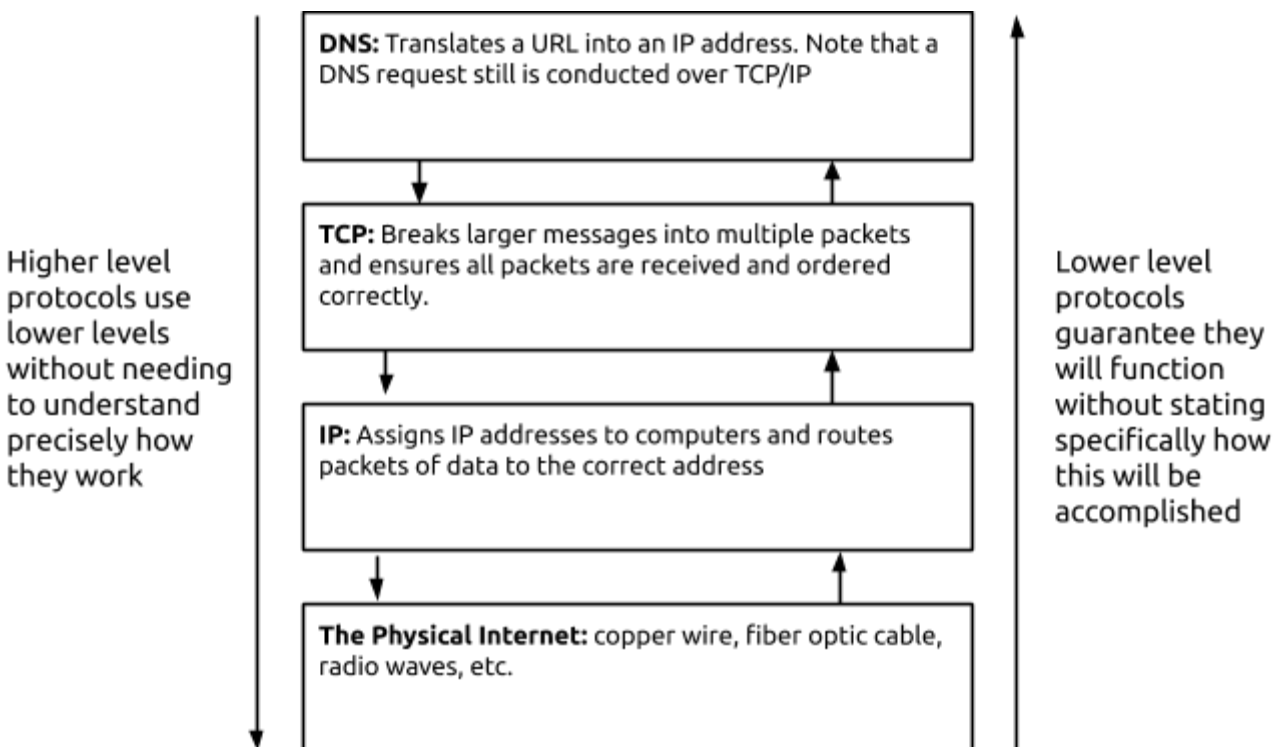 DNS: Translates a URL into an IP address. Note that a
DNS request still is conducted over TCP/IP
TCP: Breaks larger messages into multiple packets
and ensures all packets are received and ordered
correctly.
Higher level
protocols use
lower levels
without needing
to understand
precisely how
they work
Lower level
protocols
guarantee they
will function
without stating
specifically how
this will be
accomplished
IP: Assigns IP addresses to computers and routes
packets of data to the correct address
The Physical Internet: copper wire, fiber optic cable,
radio waves, etc.